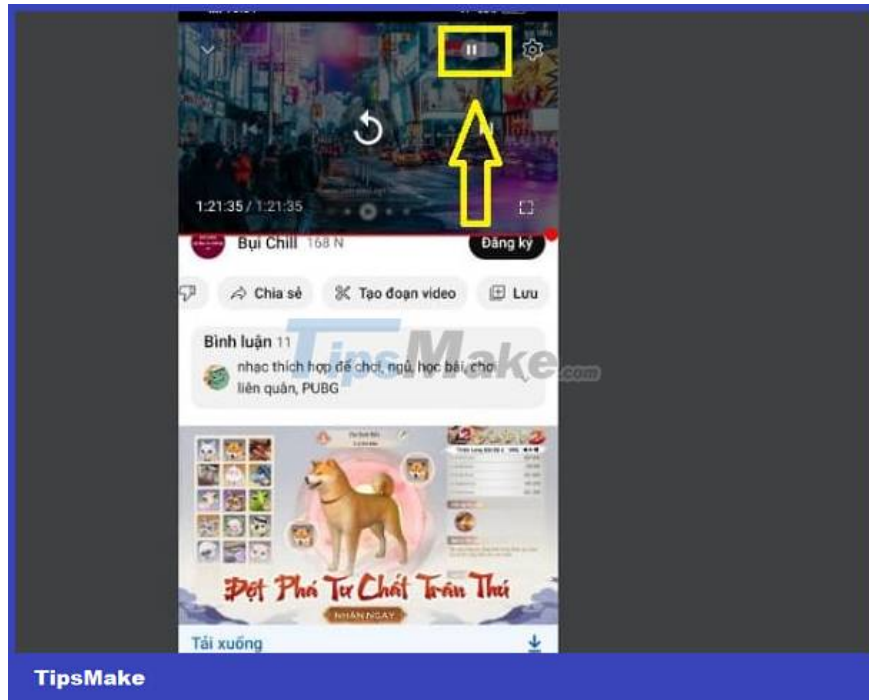 1:21:35 / 1:21:35
Bụi Chill 168 N
Đăng ký
Chia sẻ
Tạo đoạn video
Lưu
Bình luận 11
nhạc thích hợp để chơi, ngủ, học bài, cho
liên quân, PUBG
TipsMake.com
Đột Phá Tư Chất Trân Thú
NHẬN NGAY
Tải xuống
TipsMake